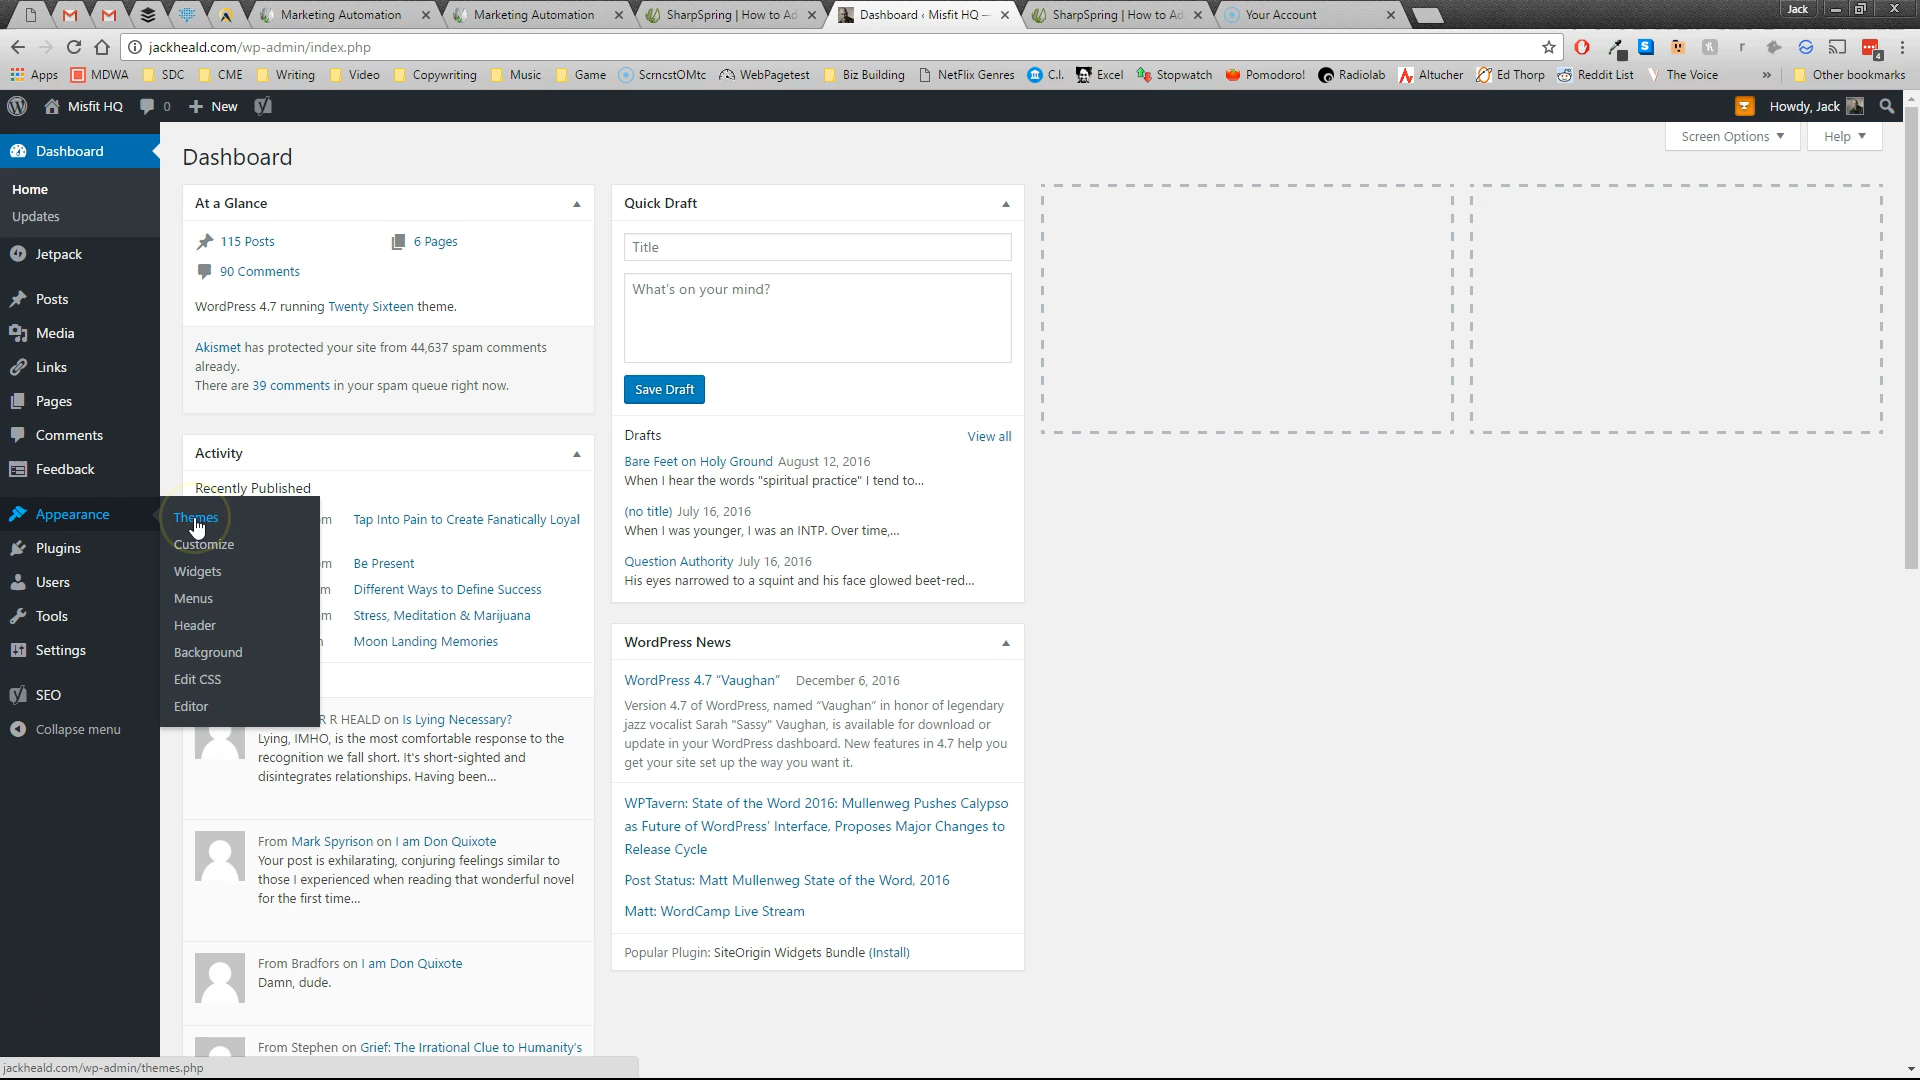 Marketing Automation
Marketing Automation
SharpSpring | How to Ad
Dashboard ‹ Misfit HQ —
SharpSpring | How to Ad
Your Account
Jack
jackheald.com/wp-admin/index.php
Apps
MDWA
SDC
CME
Writing
Video
Copywriting
Music
Game
ScrncstOMtc
WebPagetest
Biz Building
NetFlix Genres
C.I.
Excel
Stopwatch
Pomodoro!
Radiolab
Altucher
Ed Thorp
Reddit List
The Voice
»
Other bookmarks
Misfit HQ
0
New
Howdy, Jack
Dashboard
Home
Updates
Jetpack
Posts
Media
Links
Pages
Comments
Feedback
Appearance
Plugins
Users
Tools
Settings
SEO
Collapse menu
Themes
Customize
Widgets
Menus
Header
Background
Edit CSS
Editor
Screen Options
Help
Dashboard
At a Glance
115 Posts
6 Pages
90 Comments
WordPress 4.7 running Twenty Sixteen theme.
Akismet has protected your site from 44,637 spam comments
already.
There are 39 comments in your spam queue right now.
Activity
Recently Published
Tap Into Pain to Create Fanatically Loyal
Be Present
Different Ways to Define Success
Stress, Meditation & Marijuana
Moon Landing Memories
R HEALD on Is Lying Necessary?
Lying, IMHO, is the most comfortable response to the
recognition we fall short. It's short-sighted and
disintegrates relationships. Having been...
From Mark Spyrison on I am Don Quixote
Your post is exhilarating, conjuring feelings similar to
those I experienced when reading that wonderful novel
for the first time...
From Bradfors on I am Don Quixote
Damn, dude.
From Stephen on Grief: The Irrational Clue to Humanity's
Quick Draft
Title
What's on your mind?
Save Draft
Drafts
View all
Bare Feet on Holy Ground August 12, 2016
When I hear the words "spiritual practice" I tend to...
(no title) July 16, 2016
When I was younger, I was an INTP. Over time,...
Question Authority July 16, 2016
His eyes narrowed to a squint and his face glowed beet-red...
WordPress News
WordPress 4.7 “Vaughan” December 6, 2016
Version 4.7 of WordPress, named “Vaughan” in honor of legendary
jazz vocalist Sarah "Sassy" Vaughan, is available for download or
update in your WordPress dashboard. New features in 4.7 help you
get your site set up the way you want it.
WPTavern: State of the Word 2016: Mullenweg Pushes Calypso
as Future of WordPress' Interface, Proposes Major Changes to
Release Cycle
Post Status: Matt Mullenweg State of the Word, 2016
Matt: WordCamp Live Stream
Popular Plugin: SiteOrigin Widgets Bundle (Install)
jackheald.com/wp-admin/themes.php